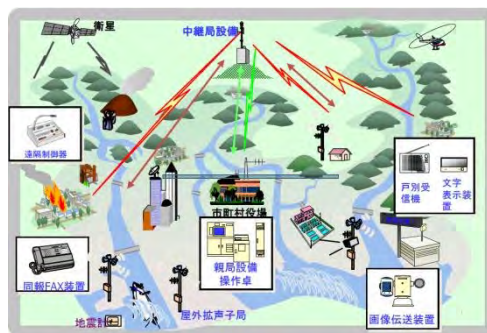 衛星
中継局設備
遠隔制御器
戸別受
信機
文字
表示装
置
市町村役場
親局設備
操作卓
同報FAX装置
画像伝送装置
地震計
屋外拡声子局